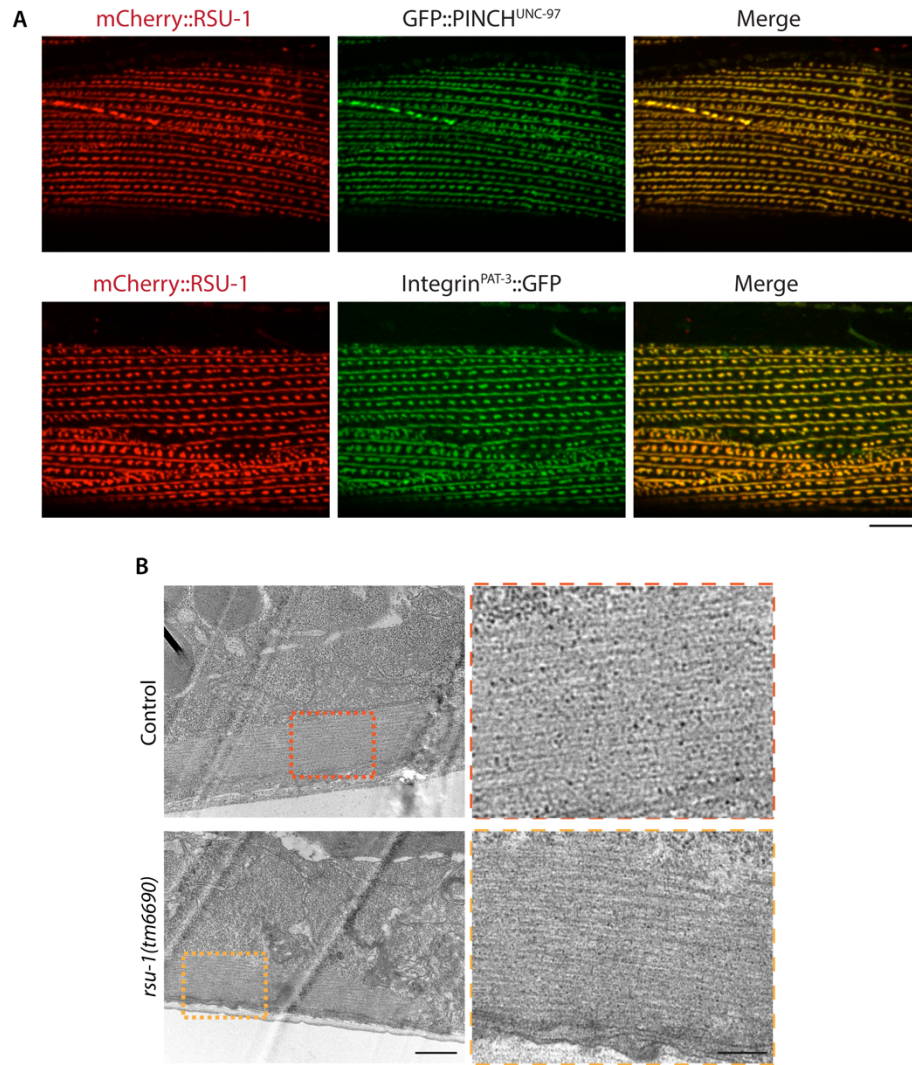 A
mCherry::RSU-1 GFP::PINCHᵁᴺᶜ⁻⁹⁷ Merge
mCherry::RSU-1 Integrinᴾᴬᵀ⁻³::GFP Merge
B
Control
rsu-1(tm6690)